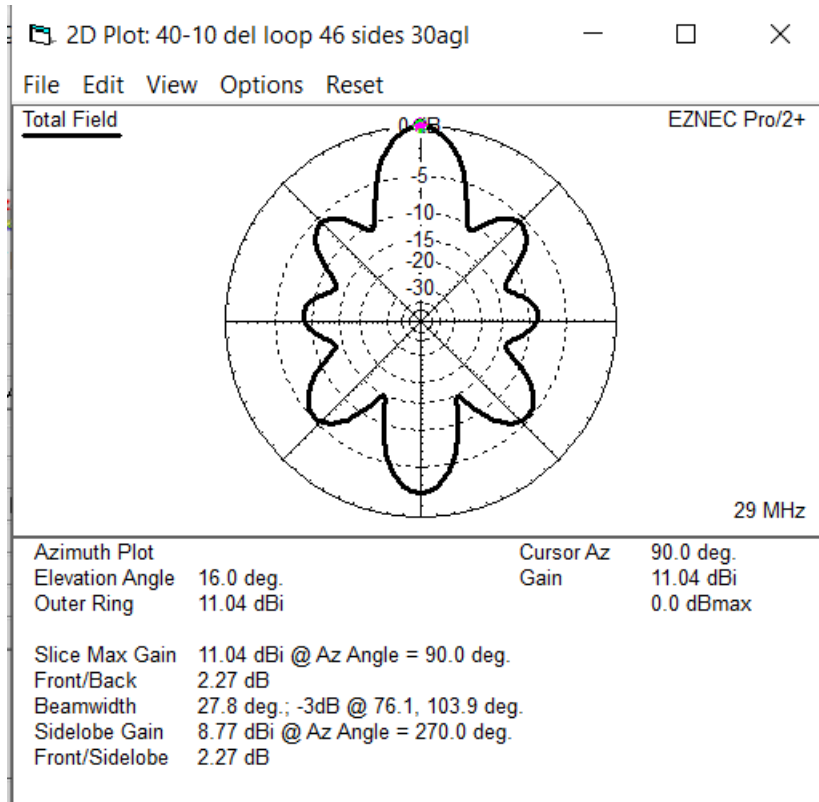 2D Plot: 40-10 del loop 46 sides 30agl
File Edit View Options Reset
Total Field
EZNEC Pro/2+
0 dB
-5
-10
-15
-20
-30
29 MHz
Azimuth Plot Cursor Az 90.0 deg.
Elevation Angle 16.0 deg. Gain 11.04 dBi
Outer Ring 11.04 dBi 0.0 dBmax
Slice Max Gain 11.04 dBi @ Az Angle = 90.0 deg.
Front/Back 2.27 dB
Beamwidth 27.8 deg.; -3dB @ 76.1, 103.9 deg.
Sidelobe Gain 8.77 dBi @ Az Angle = 270.0 deg.
Front/Sidelobe 2.27 dB